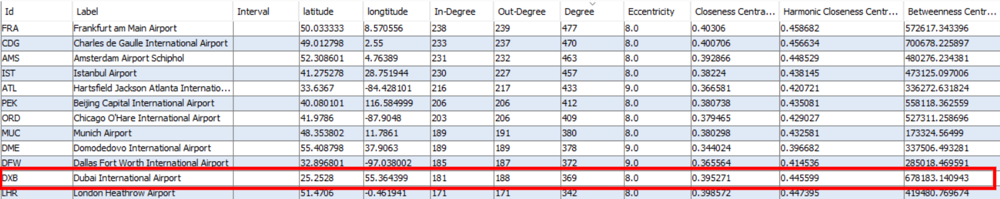 Id Label Interval latitude longtitude In-Degree Out-Degree Degree Eccentricity Closeness Centra... Harmonic Closeness Centr... Betweenness Centr...
FRA Frankfurt am Main Airport 50.033333 8.570556 238 239 477 8.0 0.40306 0.458682 572617.343396
CDG Charles de Gaulle International Airport 49.012798 2.55 233 237 470 8.0 0.400706 0.456634 700678.225897
AMS Amsterdam Airport Schiphol 52.308601 4.76389 231 232 463 8.0 0.392866 0.448529 480276.234381
IST Istanbul Airport 41.275278 28.751944 230 227 457 8.0 0.38224 0.438145 473125.097006
ATL Hartsfield Jackson Atlanta Internatio... 33.6367 -84.428101 216 217 433 9.0 0.366581 0.420721 336272.631824
PEK Beijing Capital International Airport 40.080101 116.584999 206 206 412 8.0 0.380738 0.435081 558118.362559
ORD Chicago O'Hare International Airport 41.9786 -87.9048 203 206 409 8.0 0.379465 0.429027 527311.258696
MUC Munich Airport 48.353802 11.7861 189 191 380 8.0 0.380298 0.432581 173324.56499
DME Domodedovo International Airport 55.408798 37.9063 189 189 378 9.0 0.344024 0.396682 337506.493281
DFW Dallas Fort Worth International Airport 32.896801 -97.038002 185 187 372 9.0 0.365564 0.414536 285018.469591
DXB Dubai International Airport 25.2528 55.364399 181 188 369 8.0 0.395271 0.445599 678183.140943
LHR London Heathrow Airport 51.4706 -0.461941 171 171 342 8.0 0.398572 0.447395 419480.769674